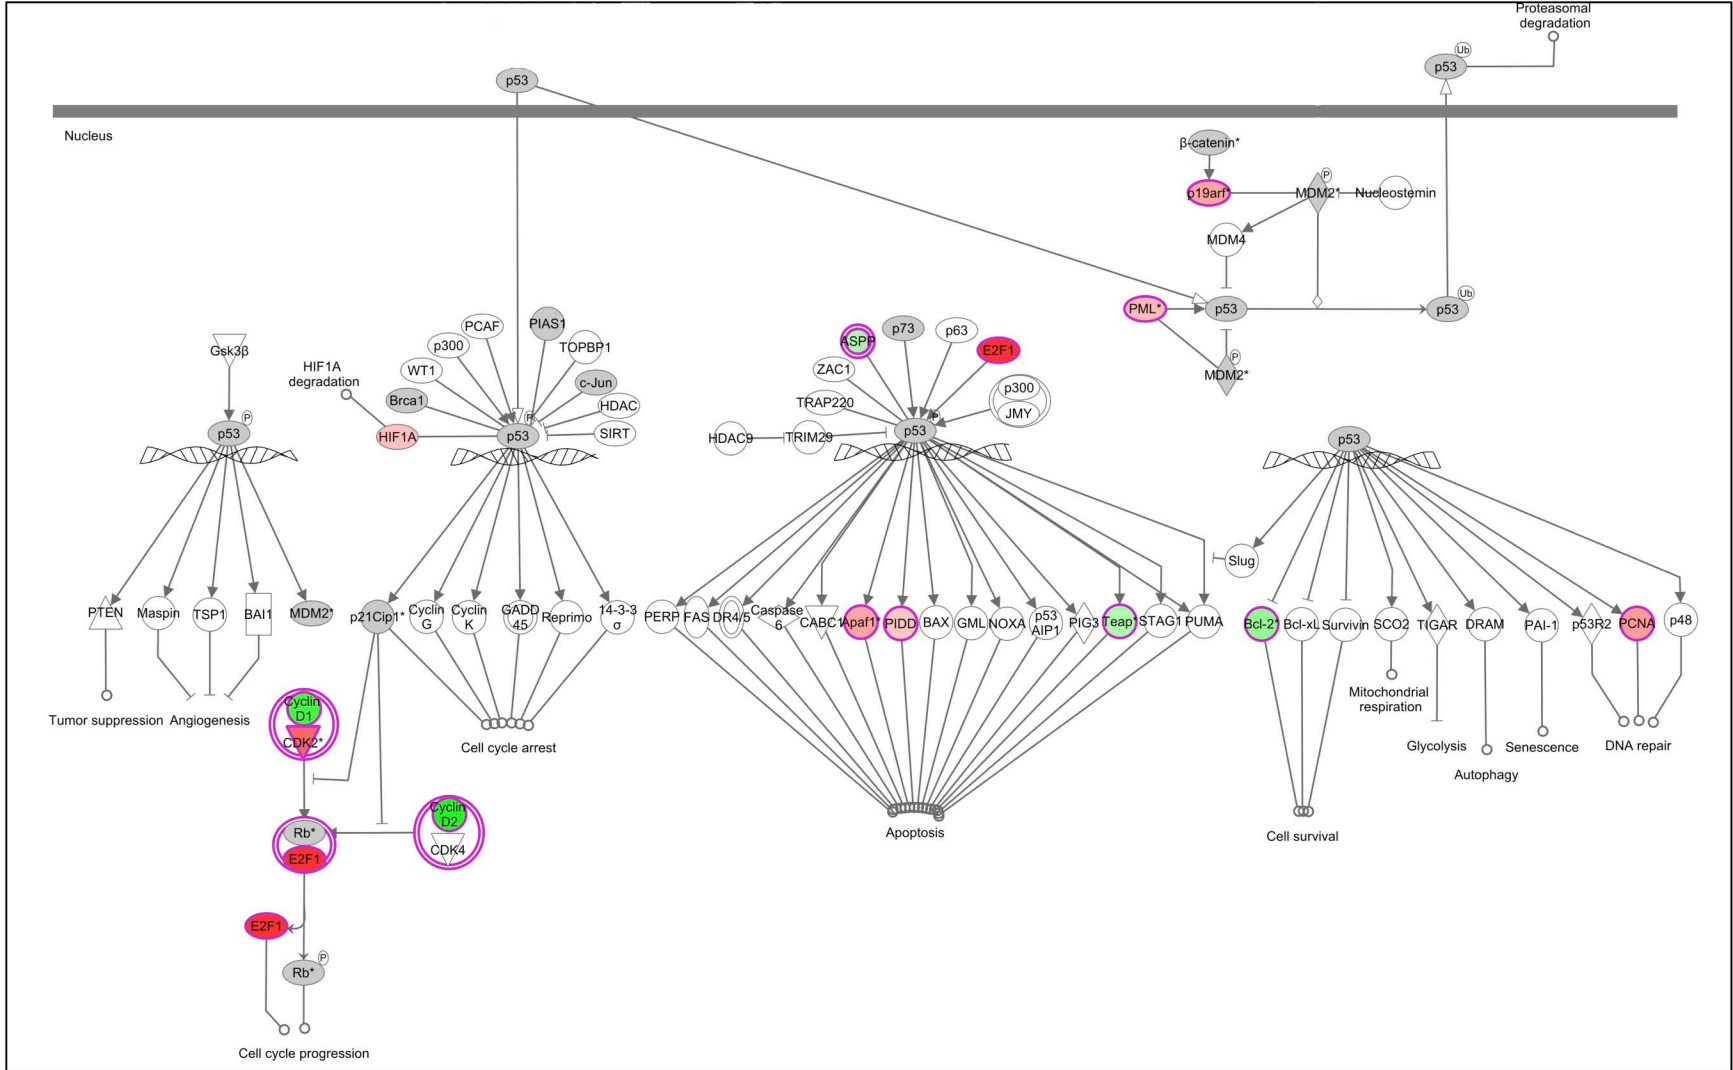 Proteasomal
degradation
Ub
p53
p53
Nucleus
β-catenin*
P
p19arf*
MDM2*
Nucleostemin
MDM4
Ub
PML*
p53
p53
P
MDM2*
Gsk3β
P
p53
HIF1A
degradation
PCAF
PIAS1
p300
TOPBP1
WT1
c-Jun
Brca1
HDAC
P
HIF1A
p53
SIRT
ASPP
p73
p63
E2F1
ZAC1
p300
TRAP220
JMY
P
HDAC9
TRIM29
p53
p53
Slug
PTEN
Maspin
TSP1
BAI1
MDM2*
p21Cip1*
Cyclin
G
Cyclin
K
GADD
45
Reprimo
14-3-3
σ
PERP
FAS
DR4/5
Caspase
6
CABC1
Apaf1*
PIDD
BAX
GML
NOXA
p53
AIP1
PIG3
Teap*
STAG1
PUMA
Bcl-2*
Bcl-xL
Survivin
SCO2
TIGAR
DRAM
PAI-1
p53R2
PCNA
p48
Tumor suppression
Angiogenesis
Cell cycle arrest
Mitochondrial
respiration
Glycolysis
Autophagy
Senescence
DNA repair
Cyclin
D1
CDK2*
Cyclin
D2
CDK4
Rb*
E2F1
Apoptosis
Cell survival
E2F1
P
Rb*
Cell cycle progression